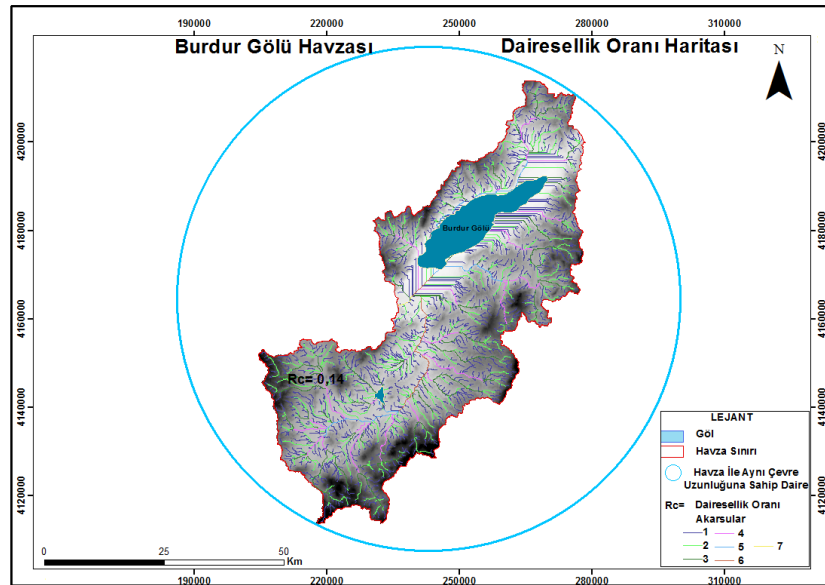 190000 220000 250000 280000 310000
Burdur Gölü Havzası Dairesellik Oranı Haritası
N
4200000
4200000
4180000
4180000
Burdur Gölü
4160000
4160000
Rc= 0,14
4140000
4140000
4120000
4120000
LEJANT
Göl
Havza Sınırı
Havza İle Aynı Çevre
Uzunluğuna Sahip Daire
Rc= Dairesellik Oranı
Akarsular
1 4 7
2 5
3 6
0 25 50
Km
190000 220000 250000 280000 310000